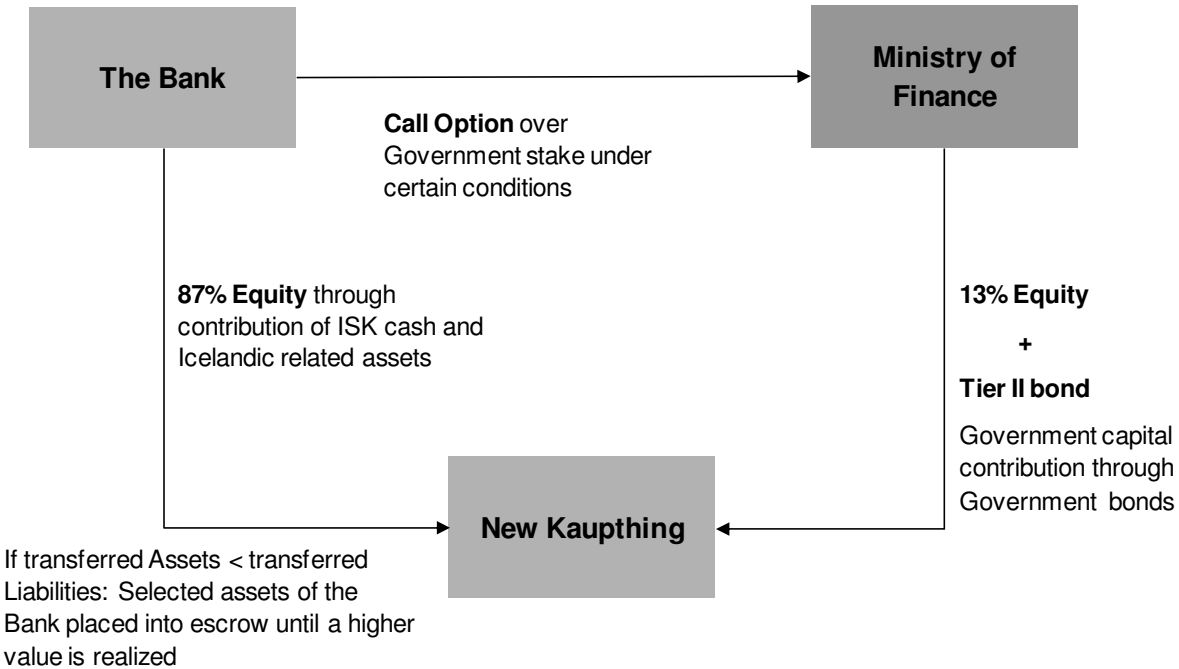 The Bank
Ministry of
Finance
Call Option over
Government stake under
certain conditions
87% Equity through
contribution of ISK cash and
Icelandic related assets
13% Equity
+
Tier II bond
Government capital
contribution through
Government bonds
New Kaupthing
If transferred Assets < transferred
Liabilities: Selected assets of the
Bank placed into escrow until a higher
value is realized